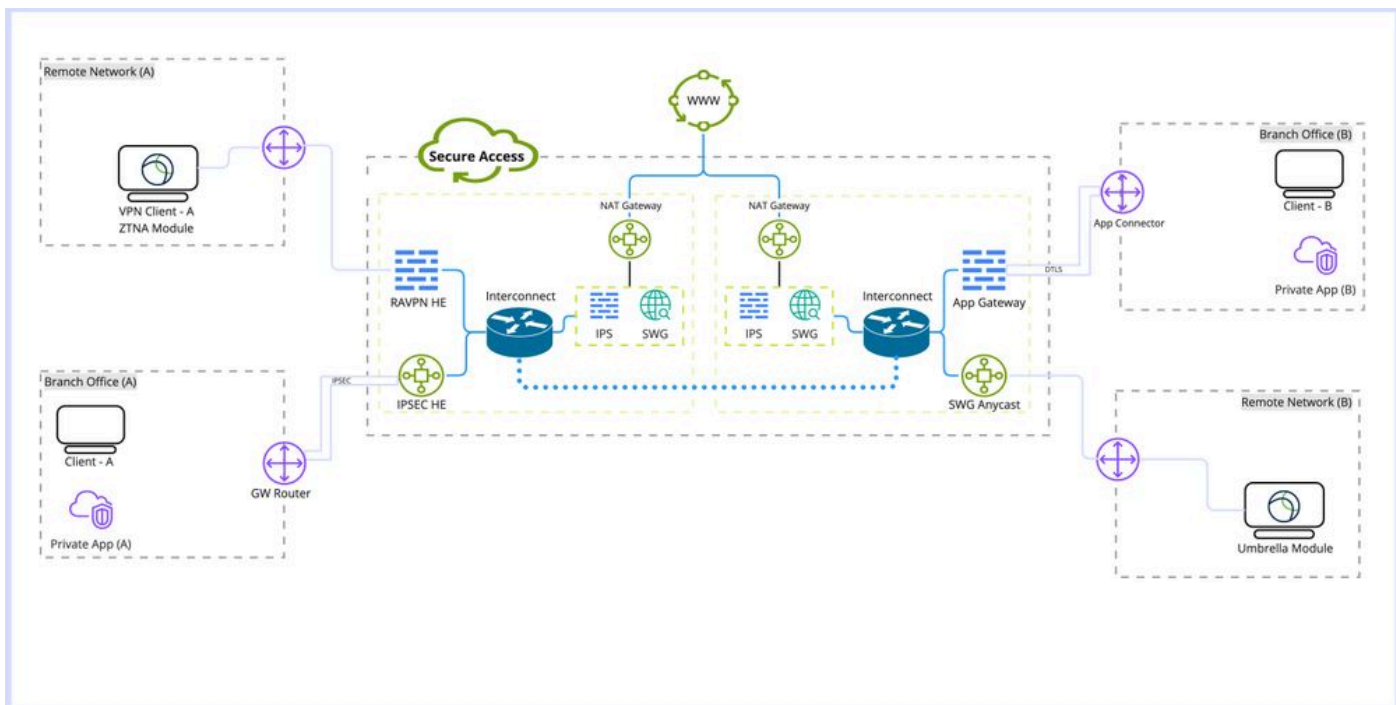 Remote Network (A)
VPN Client - A
ZTNA Module
Secure Access
WWW
NAT Gateway
NAT Gateway
RAVPN HE
Interconnect
IPS
SWG
IPS
SWG
Interconnect
App Gateway
DTLS
App Connector
Branch Office (B)
Client - B
Private App (B)
Branch Office (A)
Client - A
Private App (A)
GW Router
IPSEC
IPSEC HE
SWG Anycast
Remote Network (B)
Umbrella Module